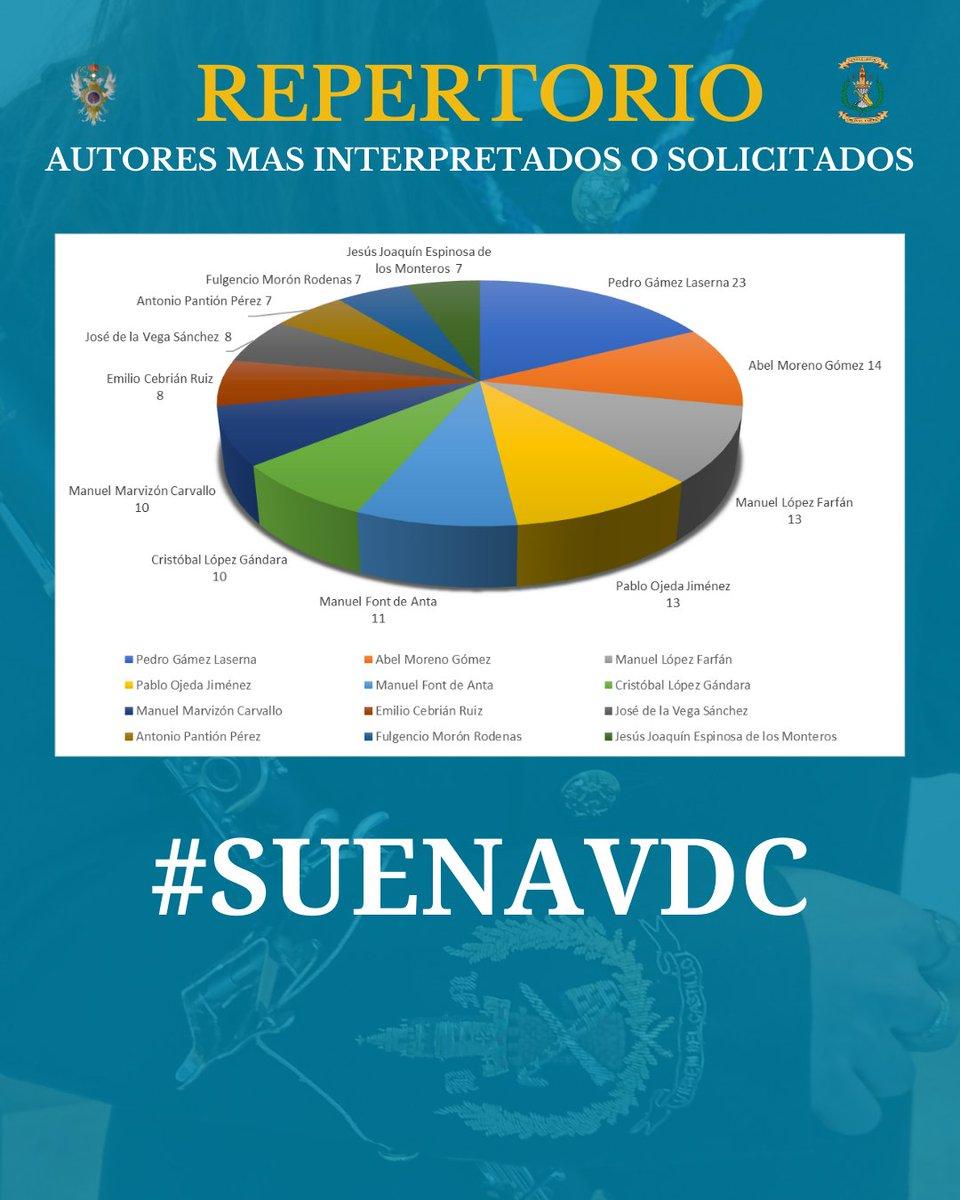 REPERTORIO
AUTORES MAS INTERPRETADOS O SOLICITADOS
Jesús Joaquín Espinosa de
los Monteros 7
Fulgencio Morón Rodenas 7
Pedro Gámez Laserna 23
Antonio Pantión Pérez 7
José de la Vega Sánchez 8
Abel Moreno Gómez 14
Emilio Cebrián Ruiz
8
Manuel Marvizón Carvallo
10
Manuel López Farfán
13
Cristóbal López Gándara
10
Pablo Ojeda Jiménez
13
Manuel Font de Anta
11
Pedro Gámez Laserna
Abel Moreno Gómez
Manuel López Farfán
Pablo Ojeda Jiménez
Manuel Font de Anta
Cristóbal López Gándara
Manuel Marvizón Carvallo
Emilio Cebrián Ruiz
José de la Vega Sánchez
Antonio Pantión Pérez
Fulgencio Morón Rodenas
Jesús Joaquín Espinosa de los Monteros
#SUENAVDC
VIRGEN DEL CASTILLO